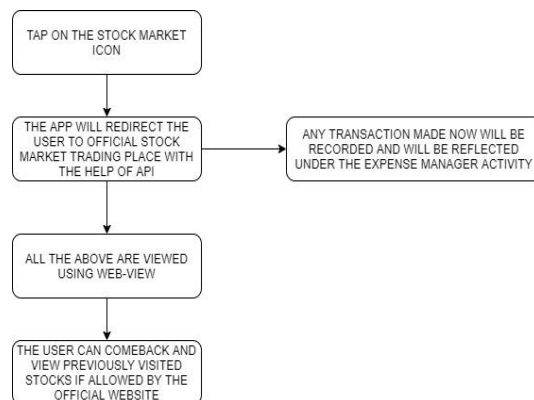 TAP ON THE STOCK MARKET
ICON
THE APP WILL REDIRECT THE
USER TO OFFICIAL STOCK
MARKET TRADING PLACE WITH
THE HELP OF API
ANY TRANSACTION MADE NOW WILL BE
RECORDED AND WILL BE REFLECTED
UNDER THE EXPENSE MANAGER ACTIVITY
ALL THE ABOVE ARE VIEWED
USING WEB-VIEW
THE USER CAN COMEBACK AND
VIEW PREVIOUSLY VISITED
STOCKS IF ALLOWED BY THE
OFFICIAL WEBSITE